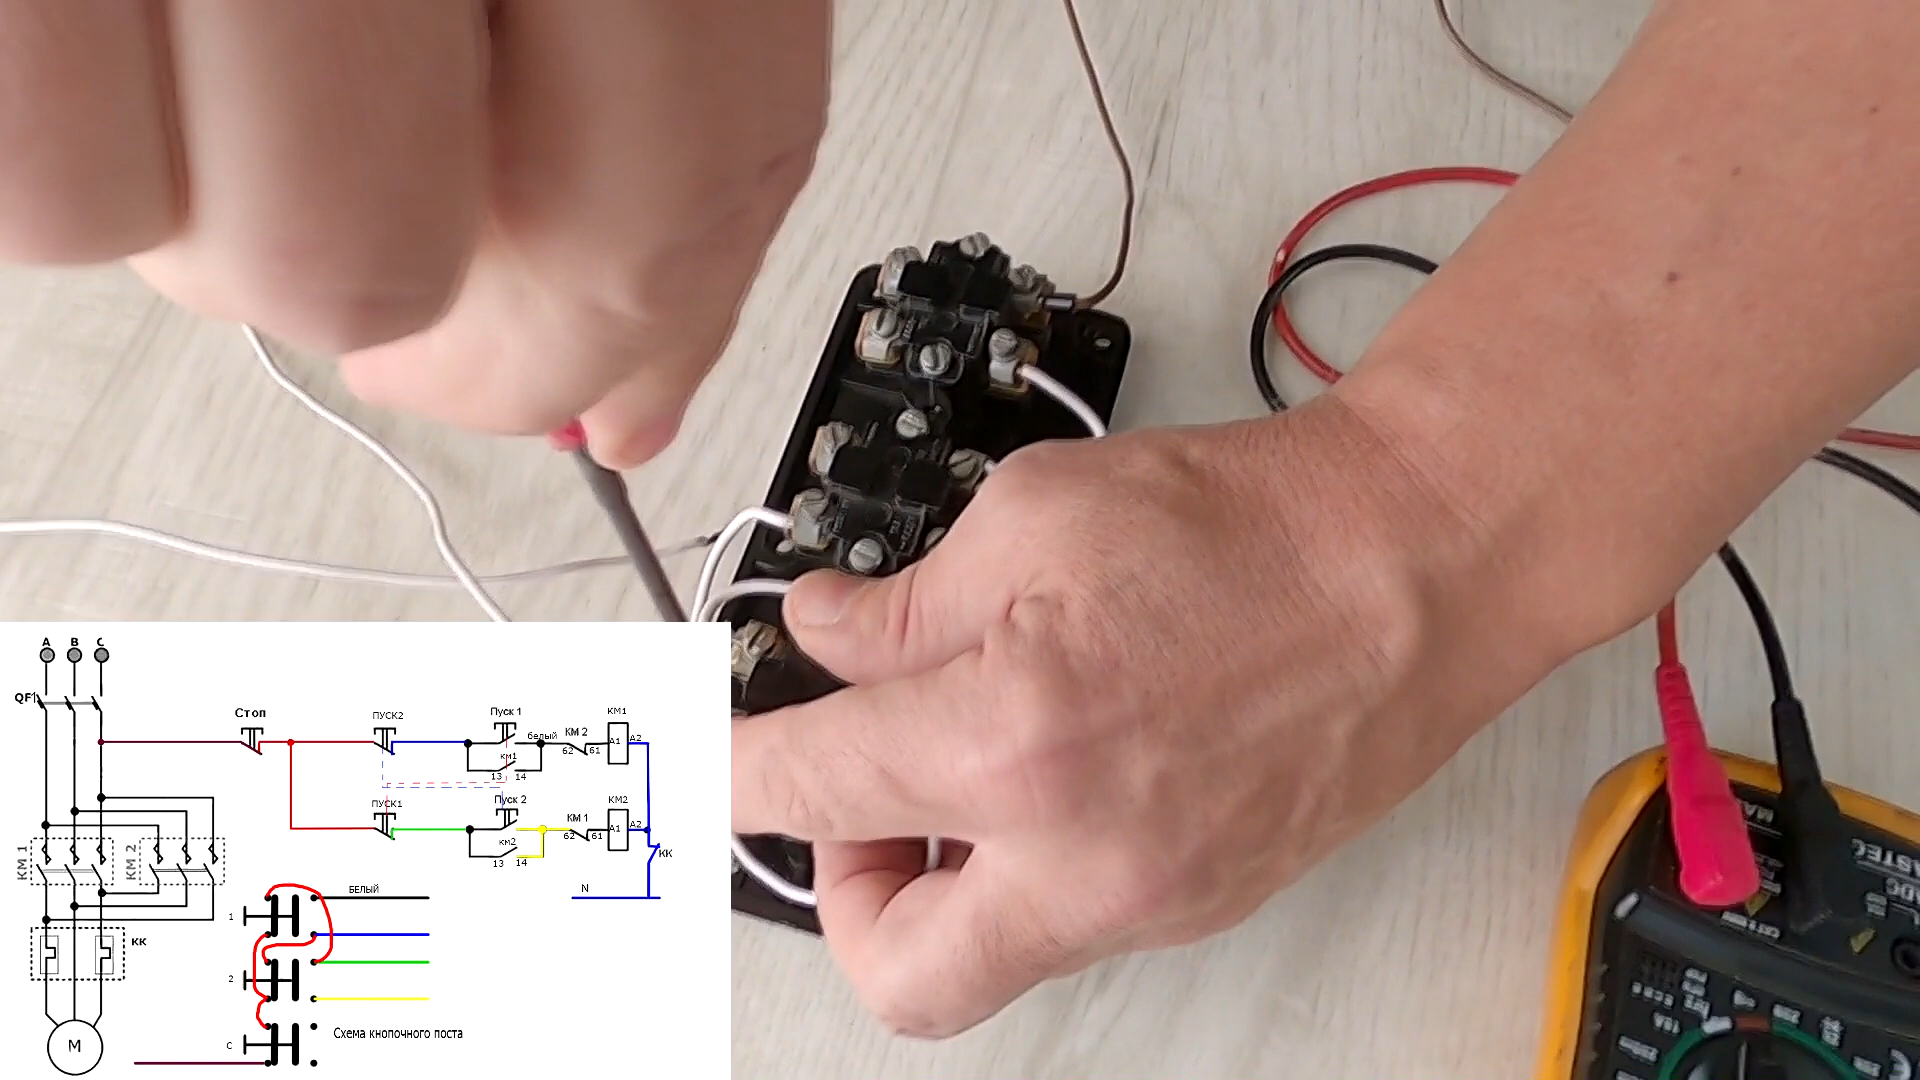 A B C
QF1
Стоп
ПУСК2
Пуск 1
белый
КМ 2
КМ1
62 61
A1 A2
км1
13 14
ПУСК1
Пуск 2
КМ 1
КМ2
62 61
A1 A2
км2
13 14
КК
N
КМ 1
КМ 2
КК
M
БЕЛЫЙ
1
2
С
Схема кнопочного поста